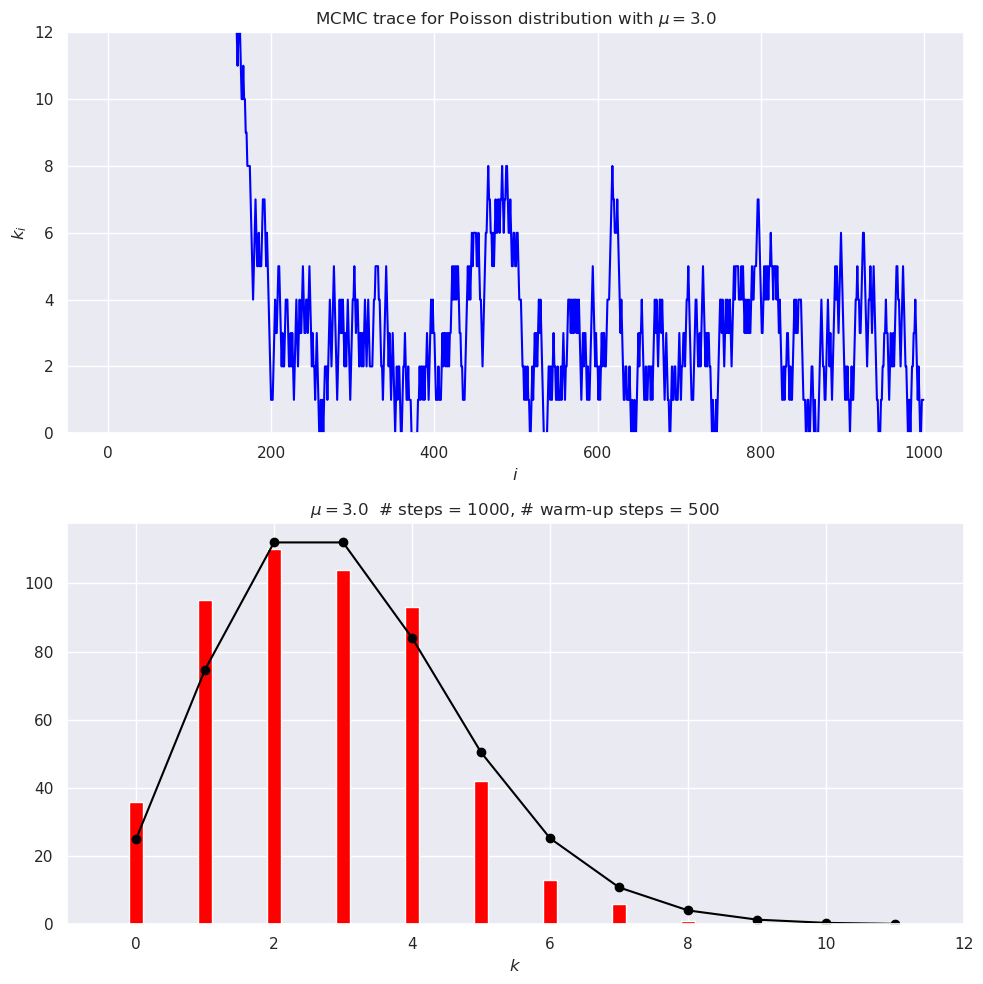 MCMC trace for Poisson distribution with μ = 3.0
12
10
8
6
4
2
0
k_i
0 200 400 600 800 1000
i
μ = 3.0 # steps = 1000, # warm-up steps = 500
100
80
60
40
20
0
0 2 4 6 8 10 12
k